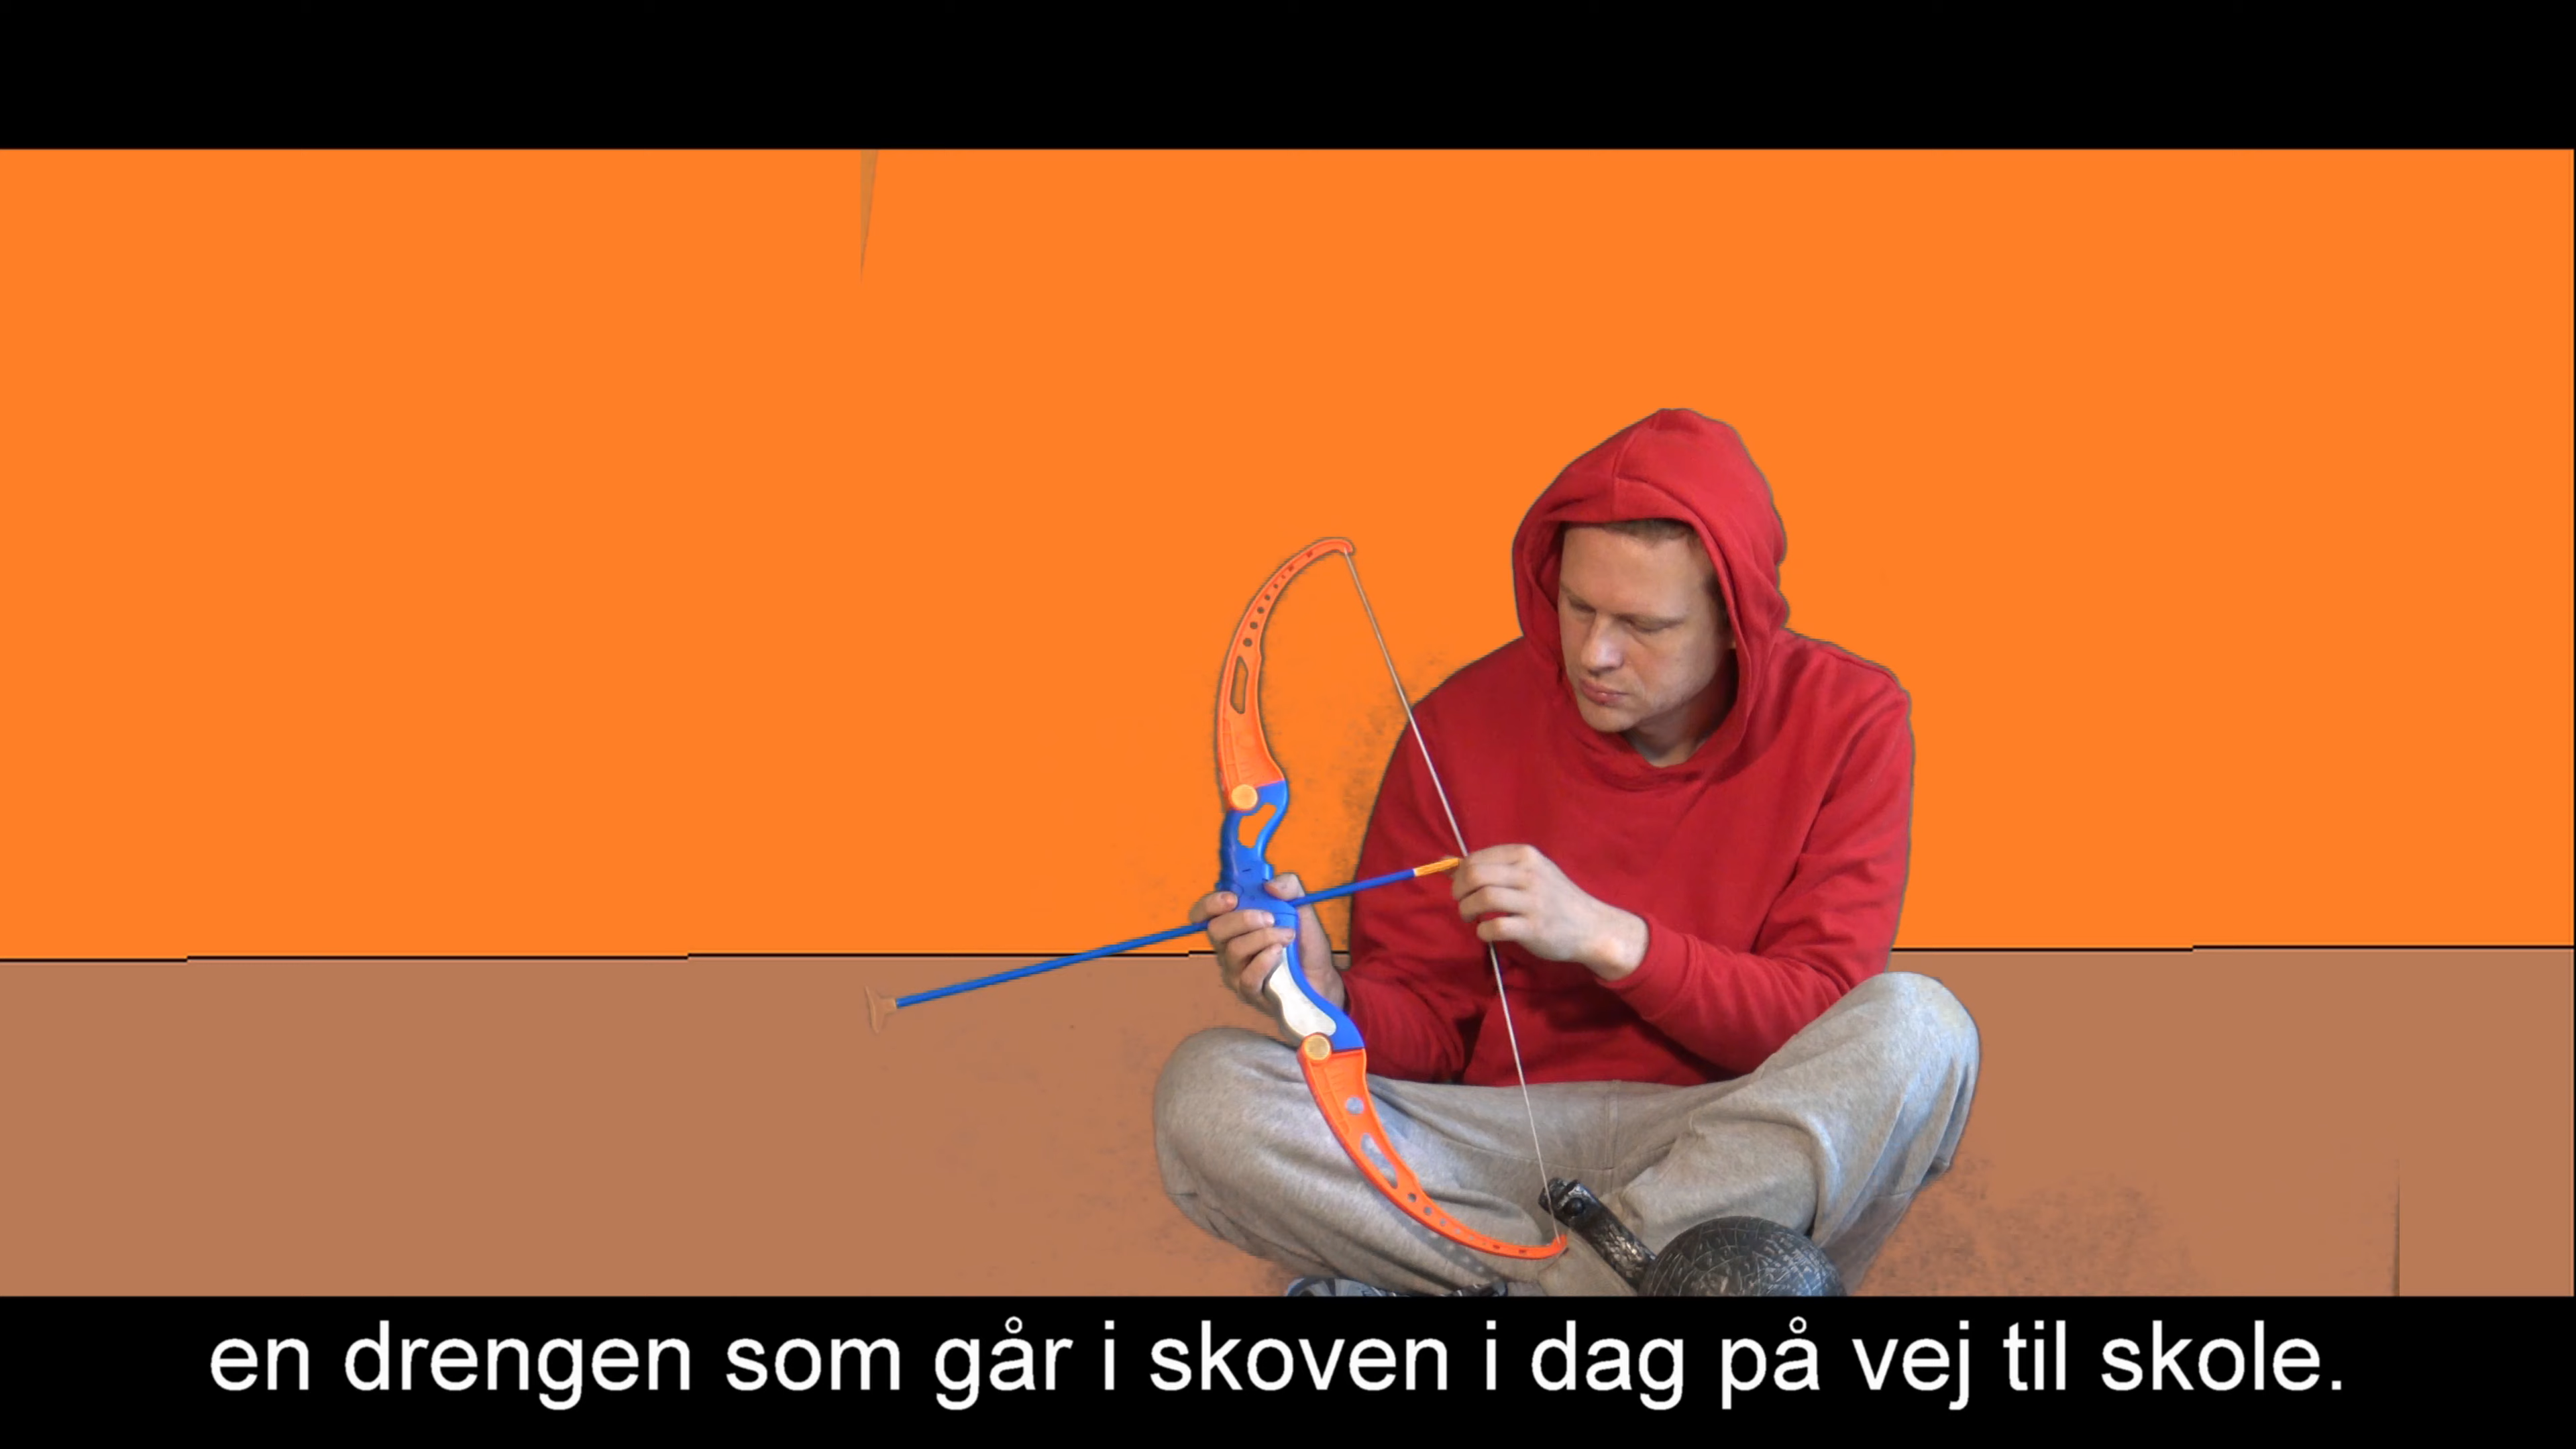 en drengen som går i skoven i dag på vej til skole.